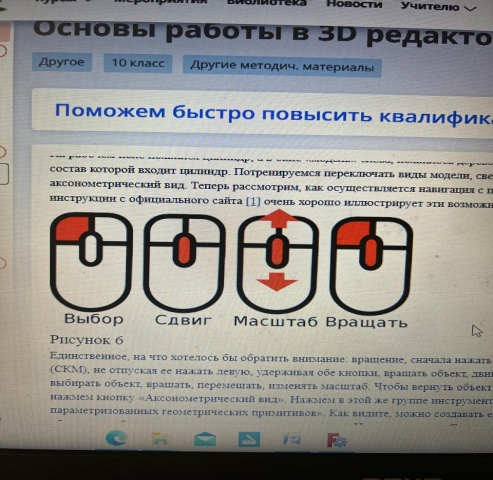 Мероприятия Библиотека Новости Учителю
Основы работы в 3D редакто
Другое 10 класс Другие методич. материалы
Поможем быстро повысить квалифика
состав которой входит цилиндр. Потренируемся переключать виды модели, све
аксонометрический вид. Теперь рассмотрим, как осуществляется навигация с п
инструкции с официального сайта [1] очень хорошо иллюстрирует эти возможн
Выбор Сдвиг Масштаб Вращать
Рисунок 6
Единственное, на что хотелось бы обратить внимание: вращение, сначала нажать
(СКМ), не отпуская ее нажать левую, удерживая обе кнопки, вращать объект, дви
выбирать объект, вращать, перемещать, изменять масштаб. Чтобы вернуть объект
нажмем кнопку «Аксонометрический вид». Нажмем в этой же группе инструмент
параметризованных геометрических примитивов». Как видите, можно создавать е